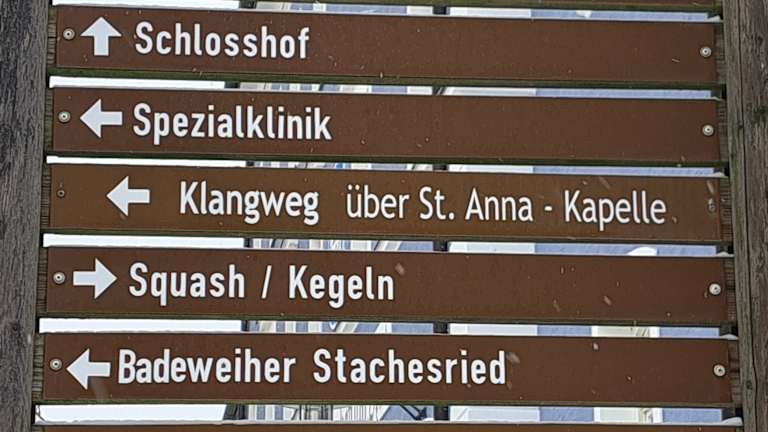 Schlosshof
Spezialklinik
Klangweg über St. Anna - Kapelle
Squash / Kegeln
Badeweiher Stachesried